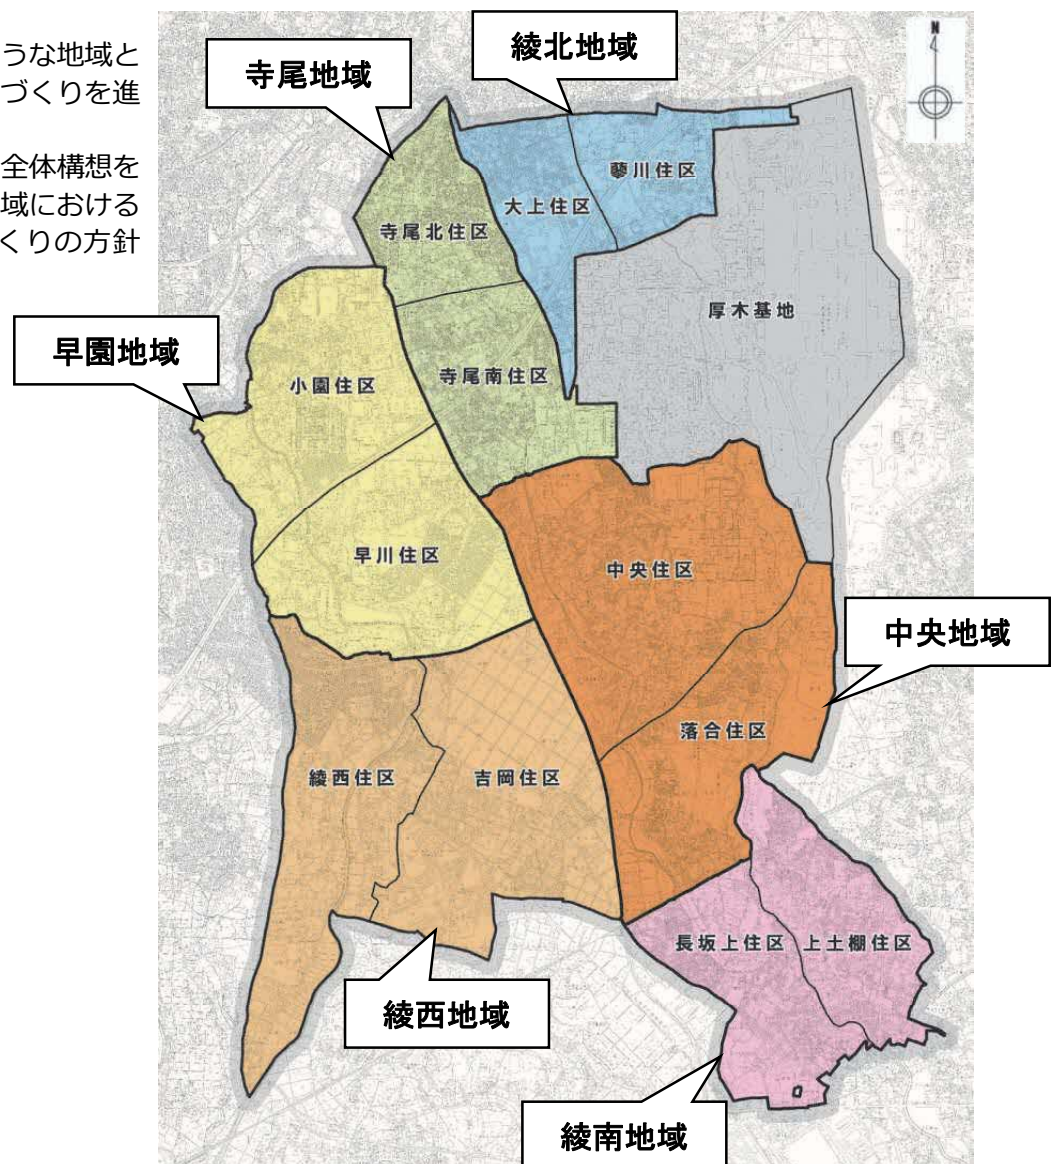 うな地域と
づくりを進
全体構想を
域における
くりの方針
N
綾北地域
寺尾地域
蓼川住区
大上住区
寺尾北住区
厚木基地
早園地域
小園住区
寺尾南住区
早川住区
中央住区
中央地域
落合住区
綾西住区
吉岡住区
長坂上住区
上土棚住区
綾西地域
綾南地域